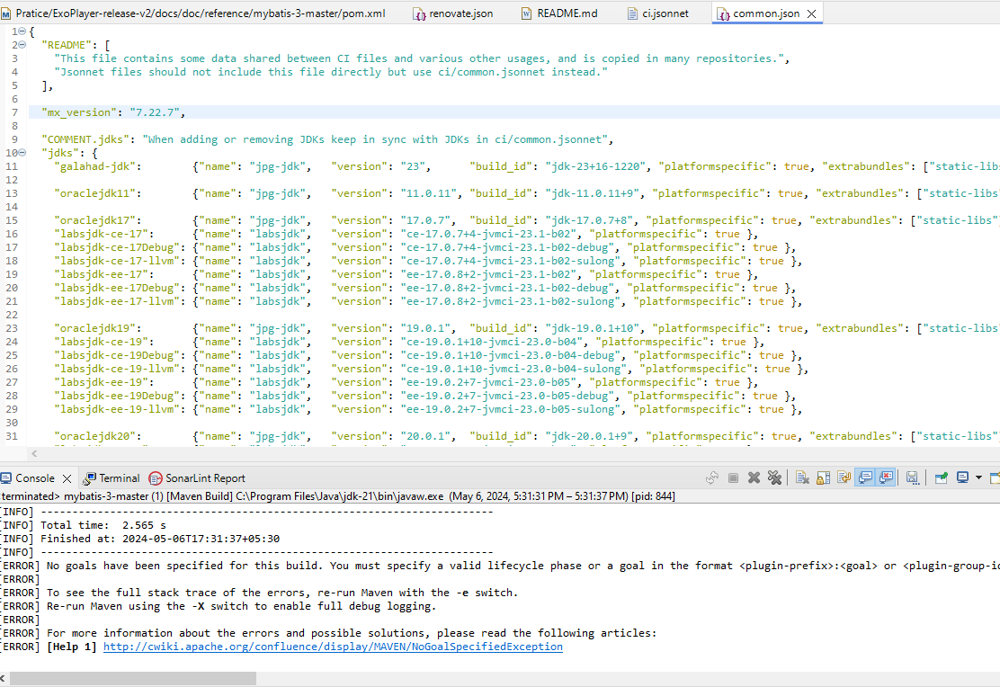 Pratice/ExoPlayer-release-v2/docs/doc/reference/mybatis-3-master/pom.xml renovate.json README.md ci.jsonnet common.json
1 {
2 "README": [
3 "This file contains some data shared between CI files and various other usages, and is copied in many repositories.",
4 "Jsonnet files should not include this file directly but use ci/common.jsonnet instead."
5 ],
6
7 "mx_version": "7.22.7",
8
9 "COMMENT.jdks": "When adding or removing JDKs keep in sync with JDKs in ci/common.jsonnet",
10 "jdks": {
11 "galahad-jdk": {"name": "jpg-jdk", "version": "23", "build_id": "jdk-23+16-1220", "platformspecific": true, "extrabundles": ["static-libs
12
13 "oraclejdk11": {"name": "jpg-jdk", "version": "11.0.11", "build_id": "jdk-11.0.11+9", "platformspecific": true, "extrabundles": ["static-libs
14
15 "oraclejdk17": {"name": "jpg-jdk", "version": "17.0.7", "build_id": "jdk-17.0.7+8", "platformspecific": true, "extrabundles": ["static-libs"
16 "labsjdk-ce-17": {"name": "labsjdk", "version": "ce-17.0.7+4-jvmci-23.1-b02", "platformspecific": true },
17 "labsjdk-ce-17Debug": {"name": "labsjdk", "version": "ce-17.0.7+4-jvmci-23.1-b02-debug", "platformspecific": true },
18 "labsjdk-ce-17-llvm": {"name": "labsjdk", "version": "ce-17.0.7+4-jvmci-23.1-b02-sulong", "platformspecific": true },
19 "labsjdk-ee-17": {"name": "labsjdk", "version": "ee-17.0.8+2-jvmci-23.1-b02", "platformspecific": true },
20 "labsjdk-ee-17Debug": {"name": "labsjdk", "version": "ee-17.0.8+2-jvmci-23.1-b02-debug", "platformspecific": true },
21 "labsjdk-ee-17-llvm": {"name": "labsjdk", "version": "ee-17.0.8+2-jvmci-23.1-b02-sulong", "platformspecific": true },
22
23 "oraclejdk19": {"name": "jpg-jdk", "version": "19.0.1", "build_id": "jdk-19.0.1+10", "platformspecific": true, "extrabundles": ["static-libs
24 "labsjdk-ce-19": {"name": "labsjdk", "version": "ce-19.0.1+10-jvmci-23.0-b04", "platformspecific": true },
25 "labsjdk-ce-19Debug": {"name": "labsjdk", "version": "ce-19.0.1+10-jvmci-23.0-b04-debug", "platformspecific": true },
26 "labsjdk-ce-19-llvm": {"name": "labsjdk", "version": "ce-19.0.1+10-jvmci-23.0-b04-sulong", "platformspecific": true },
27 "labsjdk-ee-19": {"name": "labsjdk", "version": "ee-19.0.2+7-jvmci-23.0-b05", "platformspecific": true },
28 "labsjdk-ee-19Debug": {"name": "labsjdk", "version": "ee-19.0.2+7-jvmci-23.0-b05-debug", "platformspecific": true },
29 "labsjdk-ee-19-llvm": {"name": "labsjdk", "version": "ee-19.0.2+7-jvmci-23.0-b05-sulong", "platformspecific": true },
30
31 "oraclejdk20": {"name": "jpg-jdk", "version": "20.0.1", "build_id": "jdk-20.0.1+9", "platformspecific": true, "extrabundles": ["static-libs"
Console Terminal SonarLint Report
terminated> mybatis-3-master (1) [Maven Build] C:\Program Files\Java\jdk-21\bin\javaw.exe (May 6, 2024, 5:31:31 PM – 5:31:37 PM) [pid: 844]
[INFO] ------------------------------------------------------------------------
[INFO] Total time:  2.565 s
[INFO] Finished at: 2024-05-06T17:31:37+05:30
[INFO] ------------------------------------------------------------------------
[ERROR] No goals have been specified for this build. You must specify a valid lifecycle phase or a goal in the format <plugin-prefix>:<goal> or <plugin-group-id
[ERROR]
[ERROR] To see the full stack trace of the errors, re-run Maven with the -e switch.
[ERROR] Re-run Maven using the -X switch to enable full debug logging.
[ERROR]
[ERROR] For more information about the errors and possible solutions, please read the following articles:
[ERROR] [Help 1] http://cwiki.apache.org/confluence/display/MAVEN/NoGoalSpecifiedException